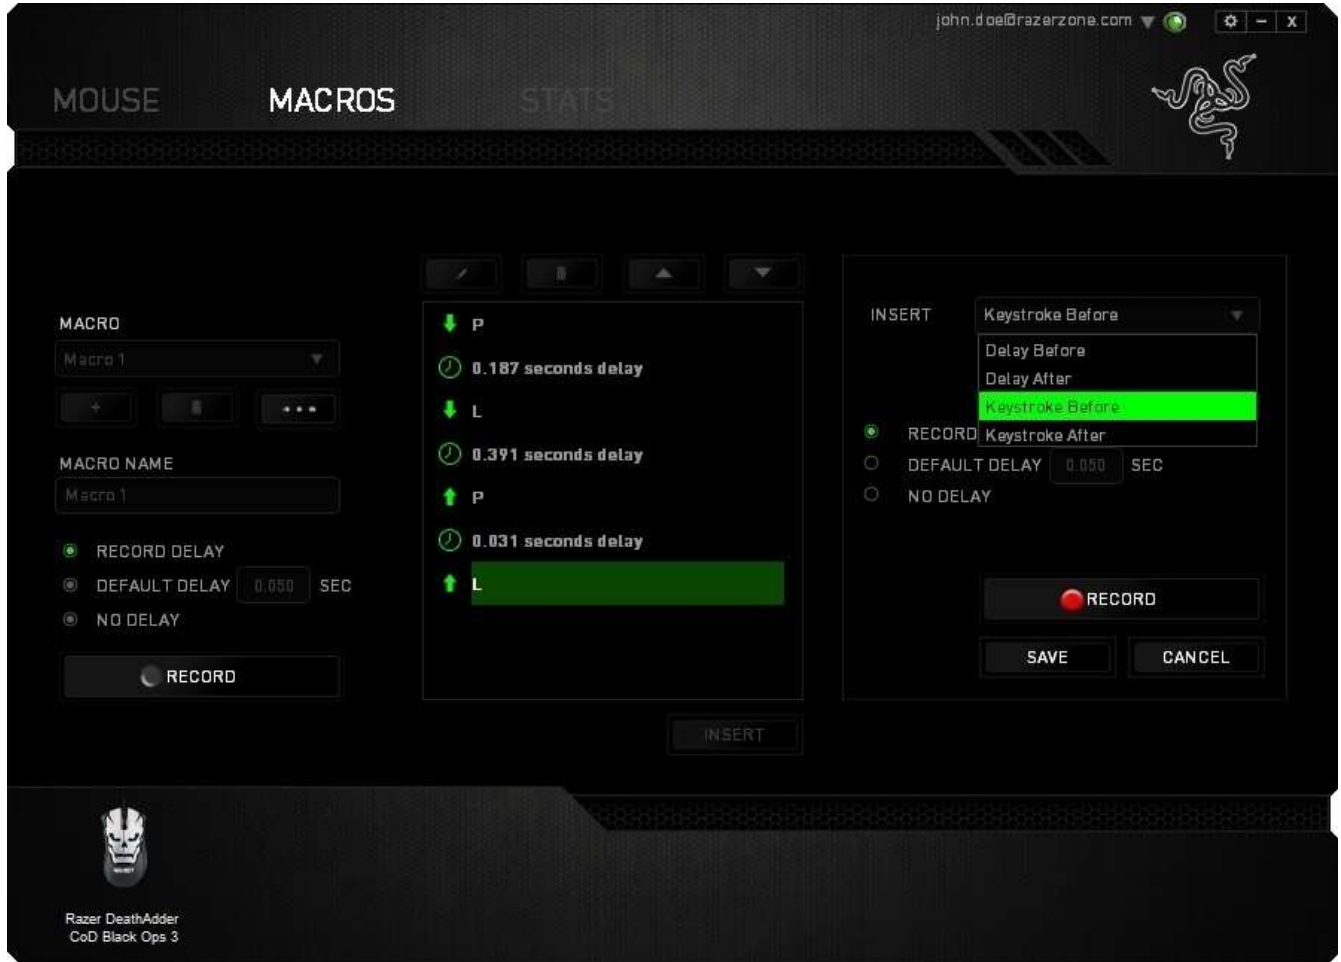 john.doe@razerzone.com
X
MOUSE
MACROS
STATS
MACRO
Macro 1
MACRO NAME
Macro 1
RECORD DELAY
DEFAULT DELAY 0.050 SEC
NO DELAY
RECORD
P
0.187 seconds delay
L
0.391 seconds delay
P
0.031 seconds delay
L
INSERT
INSERT Keystroke Before
Delay Before
Delay After
Keystroke Before
Keystroke After
RECORD
DEFAULT DELAY 0.050 SEC
NO DELAY
RECORD
SAVE CANCEL
Razer DeathAdder
CoD Black Ops 3